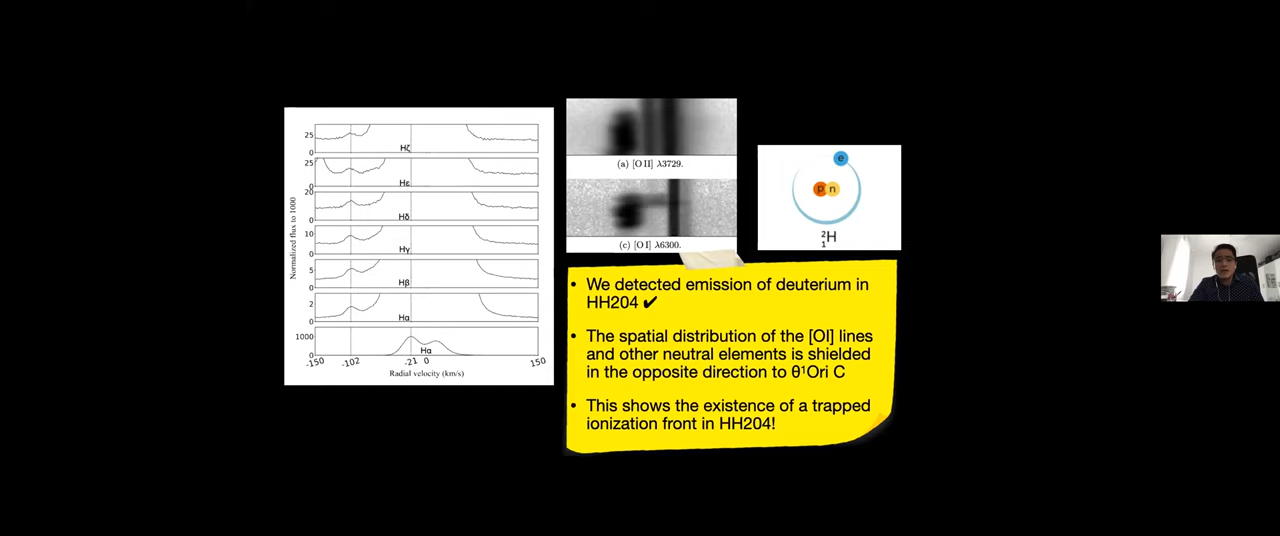 25
0
Hζ
25
0
Hε
20
0
Hδ
10
0
Hγ
5
0
Hβ
2
0
Hα
1000
0
Hα
-150
-102
-21
0
150
Radial velocity (km/s)
Normalized flux to 1000
(a) [O II] λ3729.
(c) [O I] λ6300.
e
p n
²₁H
• We detected emission of deuterium in
HH204 ✔
• The spatial distribution of the [OI] lines
and other neutral elements is shielded
in the opposite direction to θ¹Ori C
• This shows the existence of a trapped
ionization front in HH204!